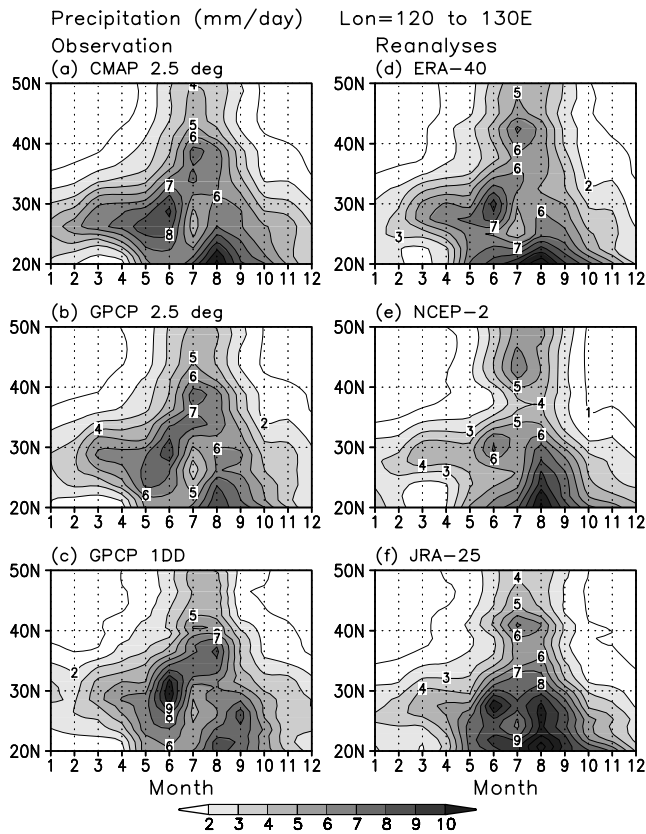 Precipitation (mm/day) Lon=120 to 130E
Observation Reanalyses
(a) CMAP 2.5 deg (d) ERA-40
50N
40N
30N
20N
4
5
6
7
6
8
1 2 3 4 5 6 7 8 9 10 11 12
50N
40N
30N
20N
5
6
6
2
7
6
3
7
1 2 3 4 5 6 7 8 9 10 11 12
(b) GPCP 2.5 deg (e) NCEP-2
50N
40N
30N
20N
5
6
7
4
2
6
6
5
1 2 3 4 5 6 7 8 9 10 11 12
50N
40N
30N
20N
5
4
1
5
3
6
6
4
3
1 2 3 4 5 6 7 8 9 10 11 12
(c) GPCP 1DD (f) JRA-25
50N
40N
30N
20N
5
7
2
9
8
6
1 2 3 4 5 6 7 8 9 10 11 12
50N
40N
30N
20N
4
5
6
6
7
3
4
8
9
1 2 3 4 5 6 7 8 9 10 11 12
Month Month
2 3 4 5 6 7 8 9 10